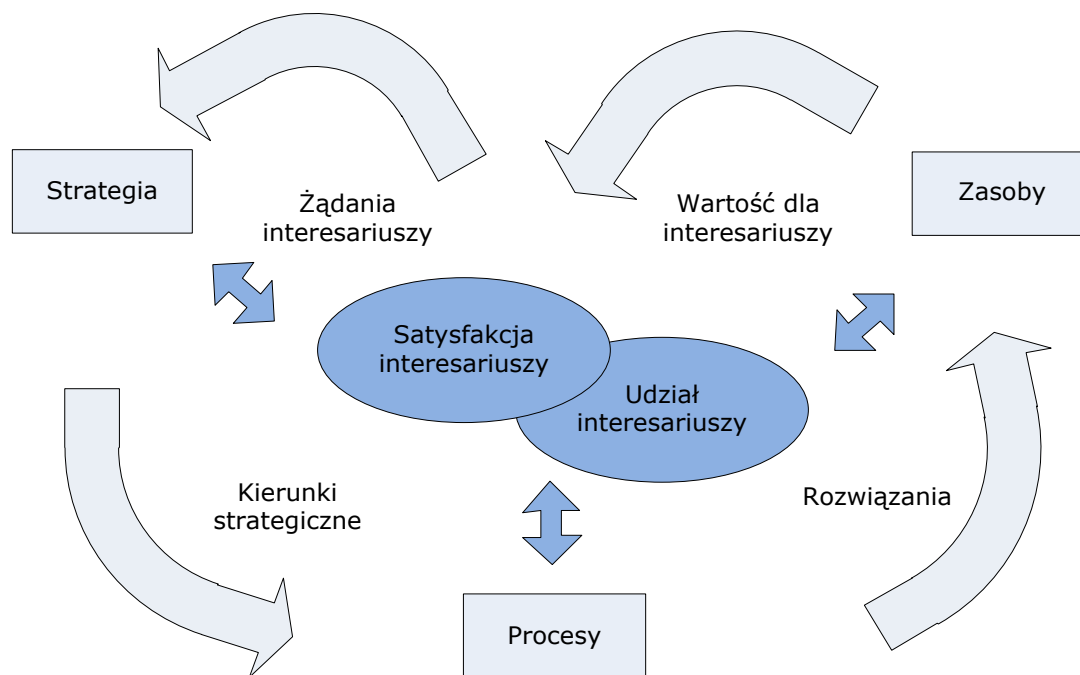 Strategia
Żądania
interesariuszy
Wartość dla
interesariuszy
Zasoby
Satysfakcja
interesariuszy
Udział
interesariuszy
Kierunki
strategiczne
Rozwiązania
Procesy